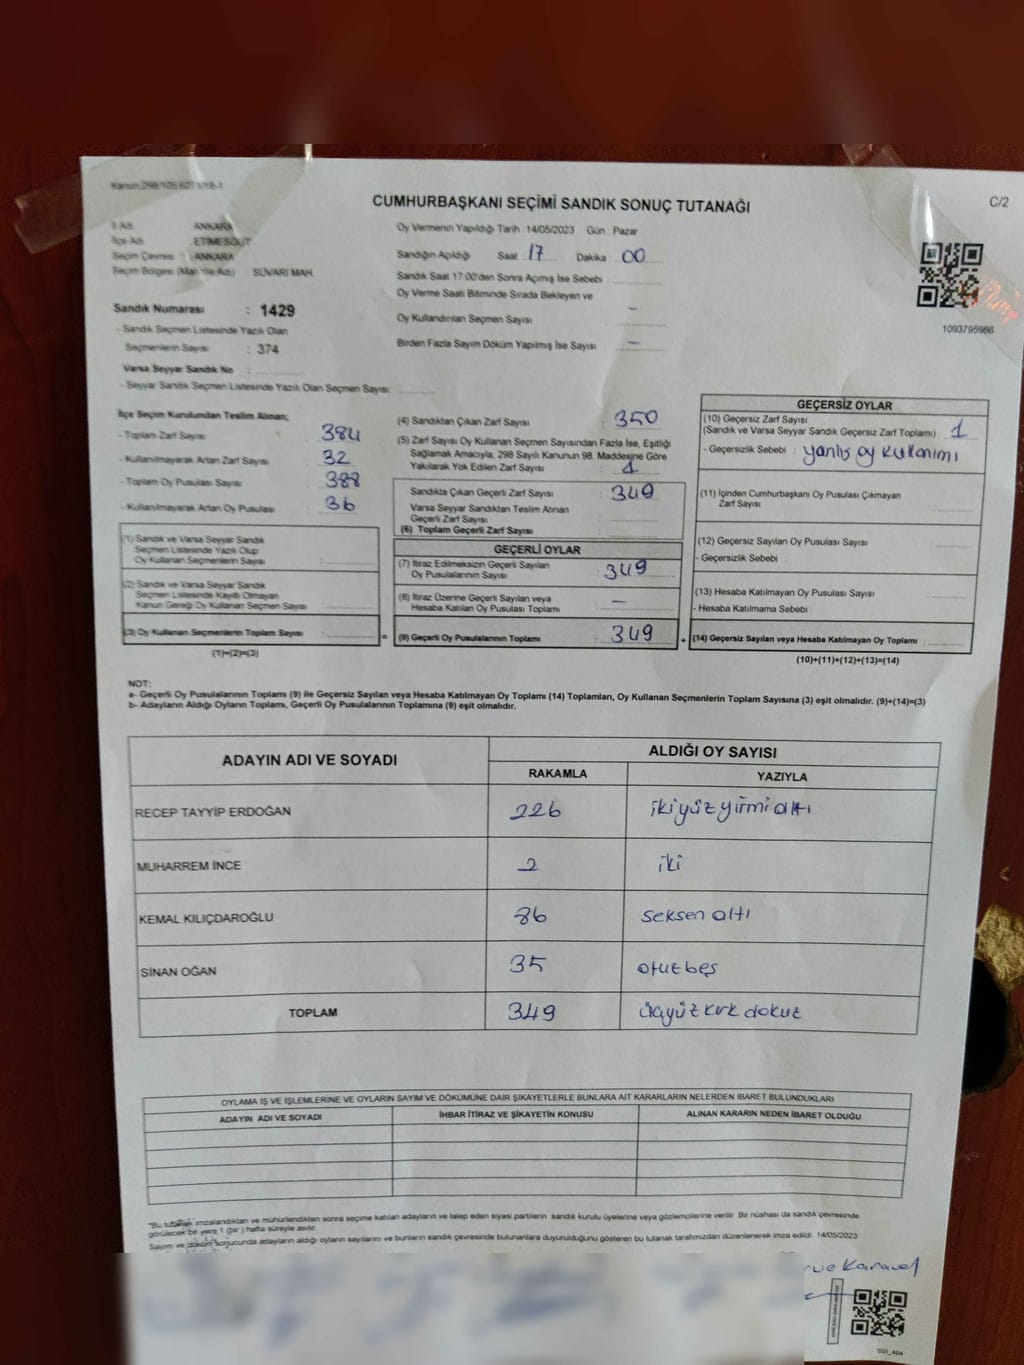 Kanun:298/105,6271/18-1
CUMHURBAŞKANI SEÇİMİ SANDIK SONUÇ TUTANAĞI
C/2
İl Adı ANKARA
İlçe Adı ETİMESGUT
Seçim Çevresi : ANKARA
Seçim Bölgesi (Mahalle Adı) SÜVARİ MAH.
Oy Vermenin Yapıldığı Tarih :14/05/2023 Gün : Pazar
Sandığın Açıldığı Saat : 17 Dakika : 00
Sandık Saat 17:00'den Sonra Açımış İse Sebebi :
Oy Verme Saati Bitiminde Sırada Bekleyen ve
Oy Kullandırılan Seçmen Sayısı : –
Birden Fazla Sayım Döküm Yapılmış İse Sayısı : –
1093795986
Sandık Numarası : 1429
- Sandık Seçmen Listesinde Yazılı Olan
Seçmenlerin Sayısı : 374
Varsa Seyyar Sandık No :
- Seyyar Sandık Seçmen Listesinde Yazılı Olan Seçmen Sayısı:
İlçe Seçim Kurulundan Teslim Alınan;
- Toplam Zarf Sayısı : 384
- Kullanılmayarak Artan Zarf Sayısı : 32
- Toplam Oy Pusulası Sayısı : 388
- Kullanılmayarak Artan Oy Pusulası : 36
(1) Sandık ve Varsa Seyyar Sandık
Seçmen Listesinde Yazılı Olup
Oy Kullanan Seçmenlerin Sayısı :
(2) Sandık ve Varsa Seyyar Sandık
Seçmen Listesinde Kayıtlı Olmayan
Kanun Gereği Oy Kullanan Seçmen Sayısı :
(3) Oy Kullanan Seçmenlerin Toplam Sayısı :
(1)+(2)=(3)
=
(4) Sandıktan Çıkan Zarf Sayısı : 350
(5) Zarf Sayısı Oy Kullanan Seçmen Sayısından Fazla İse, Eşitliği
Sağlamak Amacıyla, 298 Sayılı Kanunun 98. Maddesine Göre
Yakılarak Yok Edilen Zarf Sayısı : 1
Sandıkta Çıkan Geçerli Zarf Sayısı : 349
Varsa Seyyar Sandıktan Teslim Alınan
Geçerli Zarf Sayısı :
(6) Toplam Geçerli Zarf Sayısı :
GEÇERLİ OYLAR
(7) İtiraz Edilmeksizin Geçerli Sayılan
Oy Pusulalarının Sayısı : 349
(8) İtiraz Üzerine Geçerli Sayılan veya
Hesaba Katılan Oy Pusulası Toplamı : –
(9) Geçerli Oy Pusulalarının Toplamı : 349
+
GEÇERSİZ OYLAR
(10) Geçersiz Zarf Sayısı
(Sandık ve Varsa Seyyar Sandık Geçersiz Zarf Toplamı) : 1
- Geçersizlik Sebebi : yanlış oy kullanımı
(11) İçinden Cumhurbaşkanı Oy Pusulası Çıkmayan
Zarf Sayısı
(12) Geçersiz Sayılan Oy Pusulası Sayısı
- Geçersizlik Sebebi :
(13) Hesaba Katılmayan Oy Pusulası Sayısı
- Hesaba Katılmama Sebebi :
(14) Geçersiz Sayılan veya Hesaba Katılmayan Oy Toplamı :
(10)+(11)+(12)+(13)=(14)
NOT:
a- Geçerli Oy Pusulalarının Toplamı (9) ile Geçersiz Sayılan veya Hesaba Katılmayan Oy Toplamı (14) Toplamları, Oy Kullanan Seçmenlerin Toplam Sayısına (3) eşit olmalıdır. (9)+(14)=(3)
b- Adayların Aldığı Oyların Toplamı, Geçerli Oy Pusulalarının Toplamına (9) eşit olmalıdır.
ADAYIN ADI VE SOYADI
ALDIĞI OY SAYISI
RAKAMLA YAZIYLA
RECEP TAYYİP ERDOĞAN 226 ikiyüzyirmialtı
MUHARREM İNCE 2 iki
KEMAL KILIÇDAROĞLU 86 seksen altı
SİNAN OĞAN 35 otuzbeş
TOPLAM 349 üçyüzkırkdokuz
OYLAMA İŞ VE İŞLEMLERİNE VE OYLARIN SAYIM VE DÖKÜMÜNE DAİR ŞİKAYETLERLE BUNLARA AİT KARARLARIN NELERDEN İBARET BULUNDUKLARI
ADAYIN ADI VE SOYADI İHBAR İTİRAZ VE ŞİKAYETİN KONUSU ALINAN KARARIN NEDEN İBARET OLDUĞU
*Bu tutanak imzalandıktan ve mühürlendikten sonra seçime katılan adayların ve talep eden siyasi partilerin sandık kurulu üyelerine veya gözlemcilerine verilir. Bir nüshası da sandık çevresinde
görülecek bir yere 1 (bir ) hafta süreyle asılır.
Sayım ve döküm sonucunda adayların aldığı oyların sayılarını ve bunların sandık çevresinde bulunanlara duyurulduğunu gösteren bu tutanak tarafımızdan düzenlenerek imza edildi. 14/05/2023
Karavel